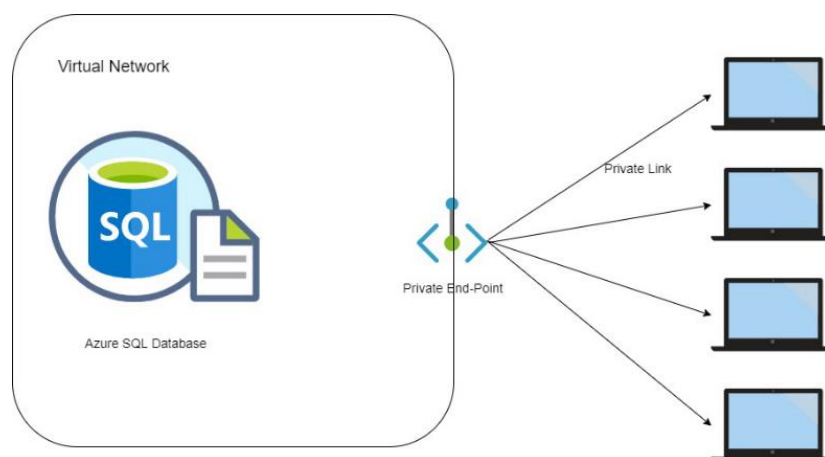 Virtual Network
SQL
Private Link
Private End-Point
Azure SQL Database